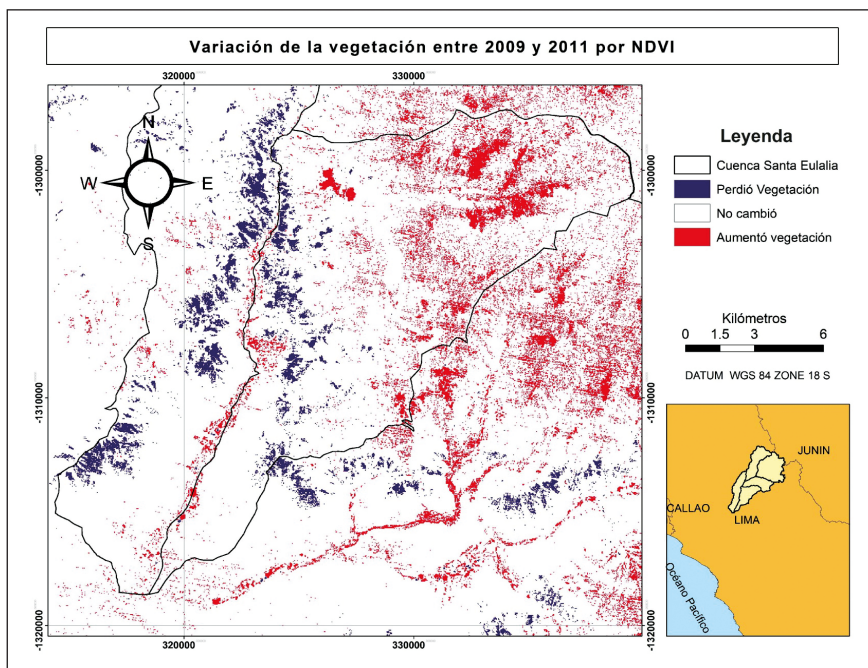 Variación de la vegetación entre 2009 y 2011 por NDVI
320000
330000
N
W
E
S
-1300000
-1300000
-1310000
-1310000
-1320000
-1320000
320000
330000
Leyenda
Cuenca Santa Eulalia
Perdió Vegetación
No cambió
Aumentó vegetación
Kilómetros
0 1.5 3 6
DATUM WGS 84 ZONE 18 S
JUNIN
CALLAO
LIMA
Océano Pacífico